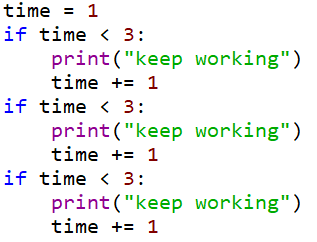 time = 1
if time < 3:
    print("keep working")
    time += 1
if time < 3:
    print("keep working")
    time += 1
if time < 3:
    print("keep working")
    time += 1